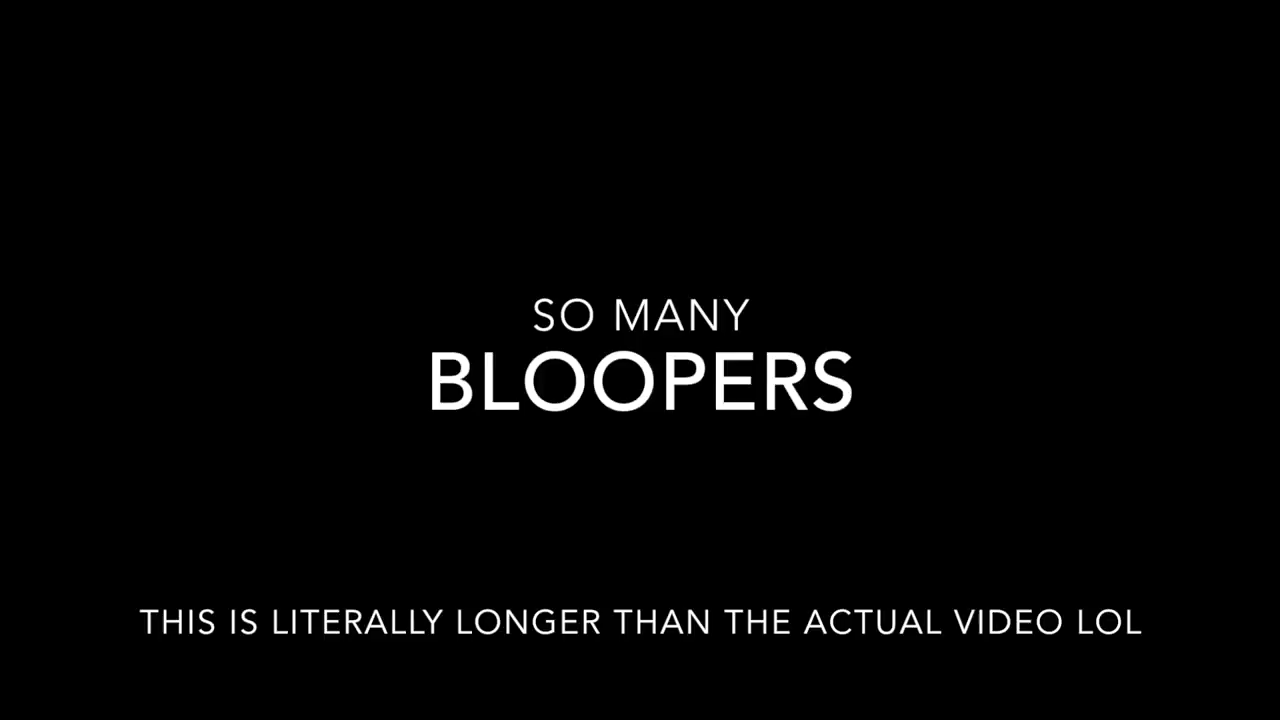 SO MANY
BLOOPERS
THIS IS LITERALLY LONGER THAN THE ACTUAL VIDEO LOL